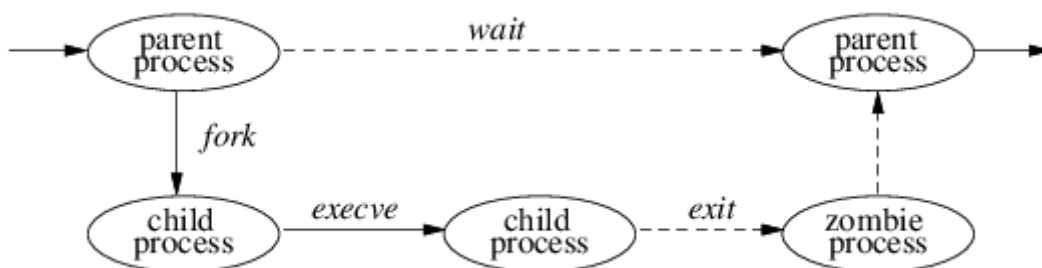 parent
process
wait
parent
process
fork
child
process
execve
child
process
exit
zombie
process